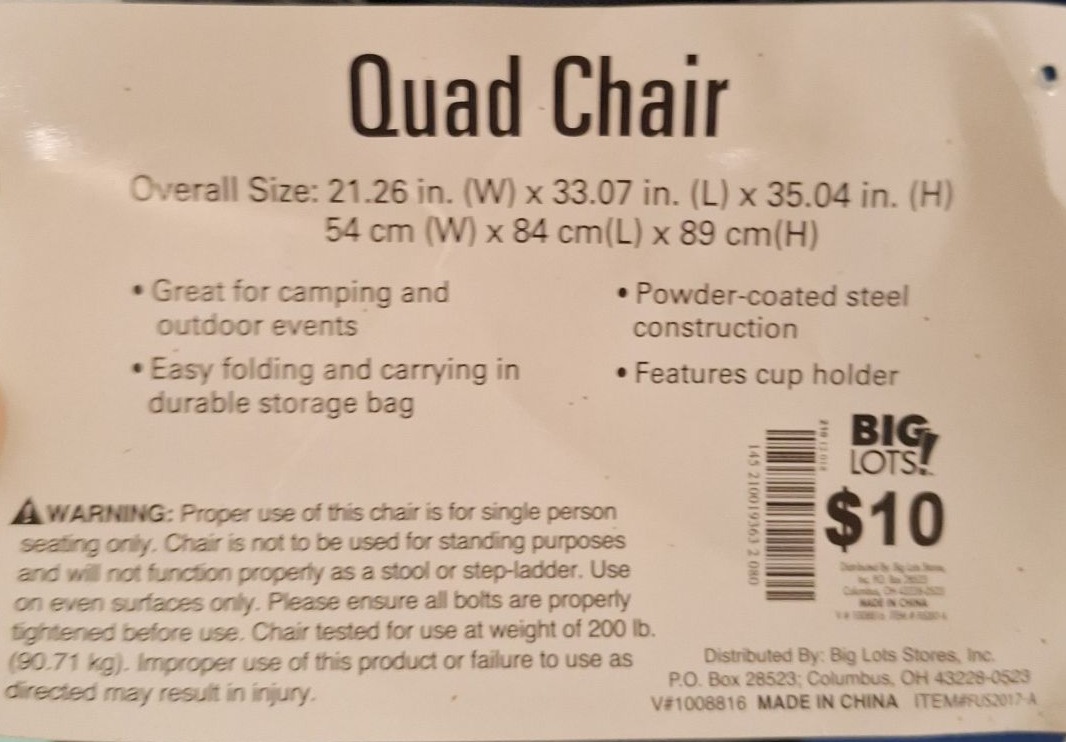 Quad Chair
Overall Size: 21.26 in. (W) x 33.07 in. (L) x 35.04 in. (H)
54 cm (W) x 84 cm(L) x 89 cm(H)
• Great for camping and
outdoor events
• Easy folding and carrying in
durable storage bag
• Powder-coated steel
construction
• Features cup holder
BIG
LOTS!
$10
145 210019363 2 080
MADE IN CHINA
⚠WARNING: Proper use of this chair is for single person
seating only. Chair is not to be used for standing purposes
and will not function properly as a stool or step-ladder. Use
on even surfaces only. Please ensure all bolts are properly
tightened before use. Chair tested for use at weight of 200 lb.
(90.71 kg). Improper use of this product or failure to use as
directed may result in injury.
Distributed By: Big Lots Stores, Inc.
P.O. Box 28523; Columbus, OH 43228-0523
V#1008816 MADE IN CHINA ITEM#FUS2017-A